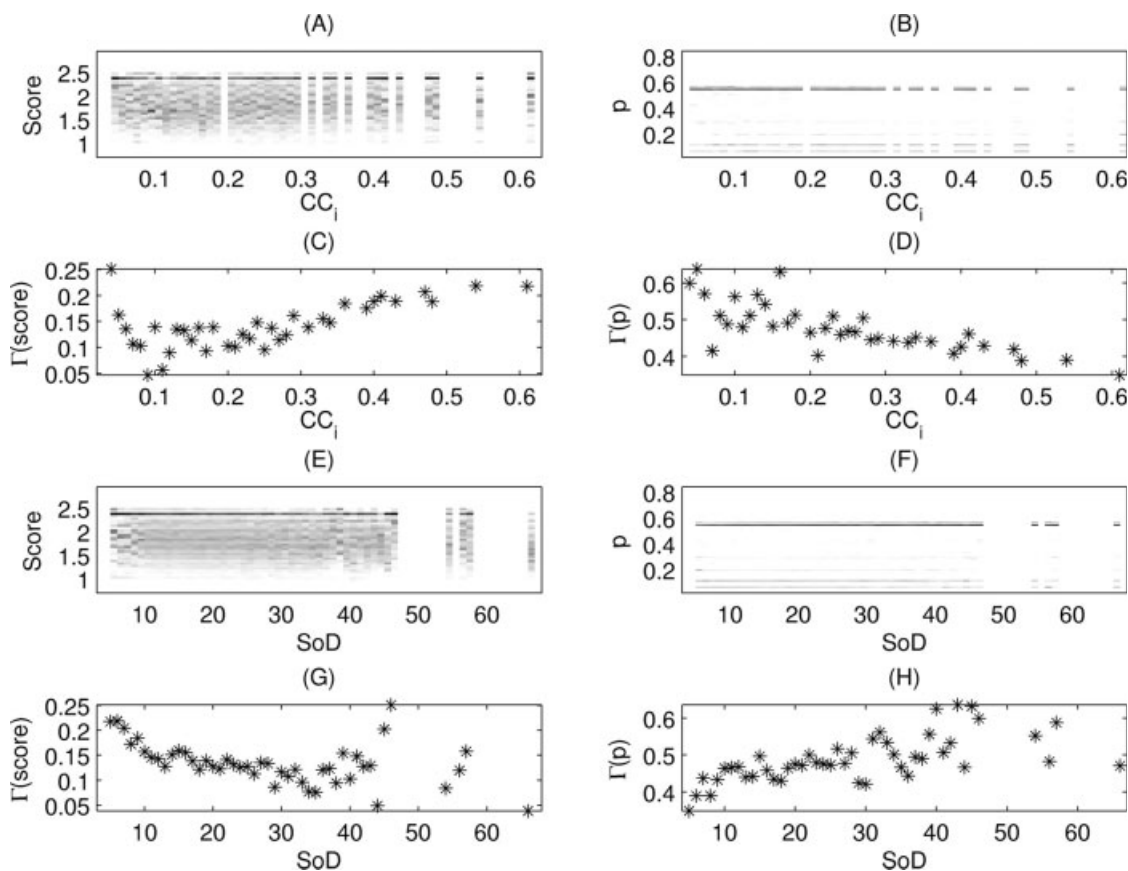 (A)
Score
2.5
2
1.5
1
0.1 0.2 0.3 0.4 0.5 0.6
CC_i
(B)
p
0.8
0.6
0.4
0.2
0.1 0.2 0.3 0.4 0.5 0.6
CC_i
(C)
Γ(score)
0.25
0.2
0.15
0.1
0.05
0.1 0.2 0.3 0.4 0.5 0.6
CC_i
(D)
Γ(p)
0.6
0.5
0.4
0.1 0.2 0.3 0.4 0.5 0.6
CC_i
(E)
Score
2.5
2
1.5
1
10 20 30 40 50 60
SoD
(F)
p
0.8
0.6
0.4
0.2
10 20 30 40 50 60
SoD
(G)
Γ(score)
0.25
0.2
0.15
0.1
0.05
10 20 30 40 50 60
SoD
(H)
Γ(p)
0.6
0.5
0.4
10 20 30 40 50 60
SoD